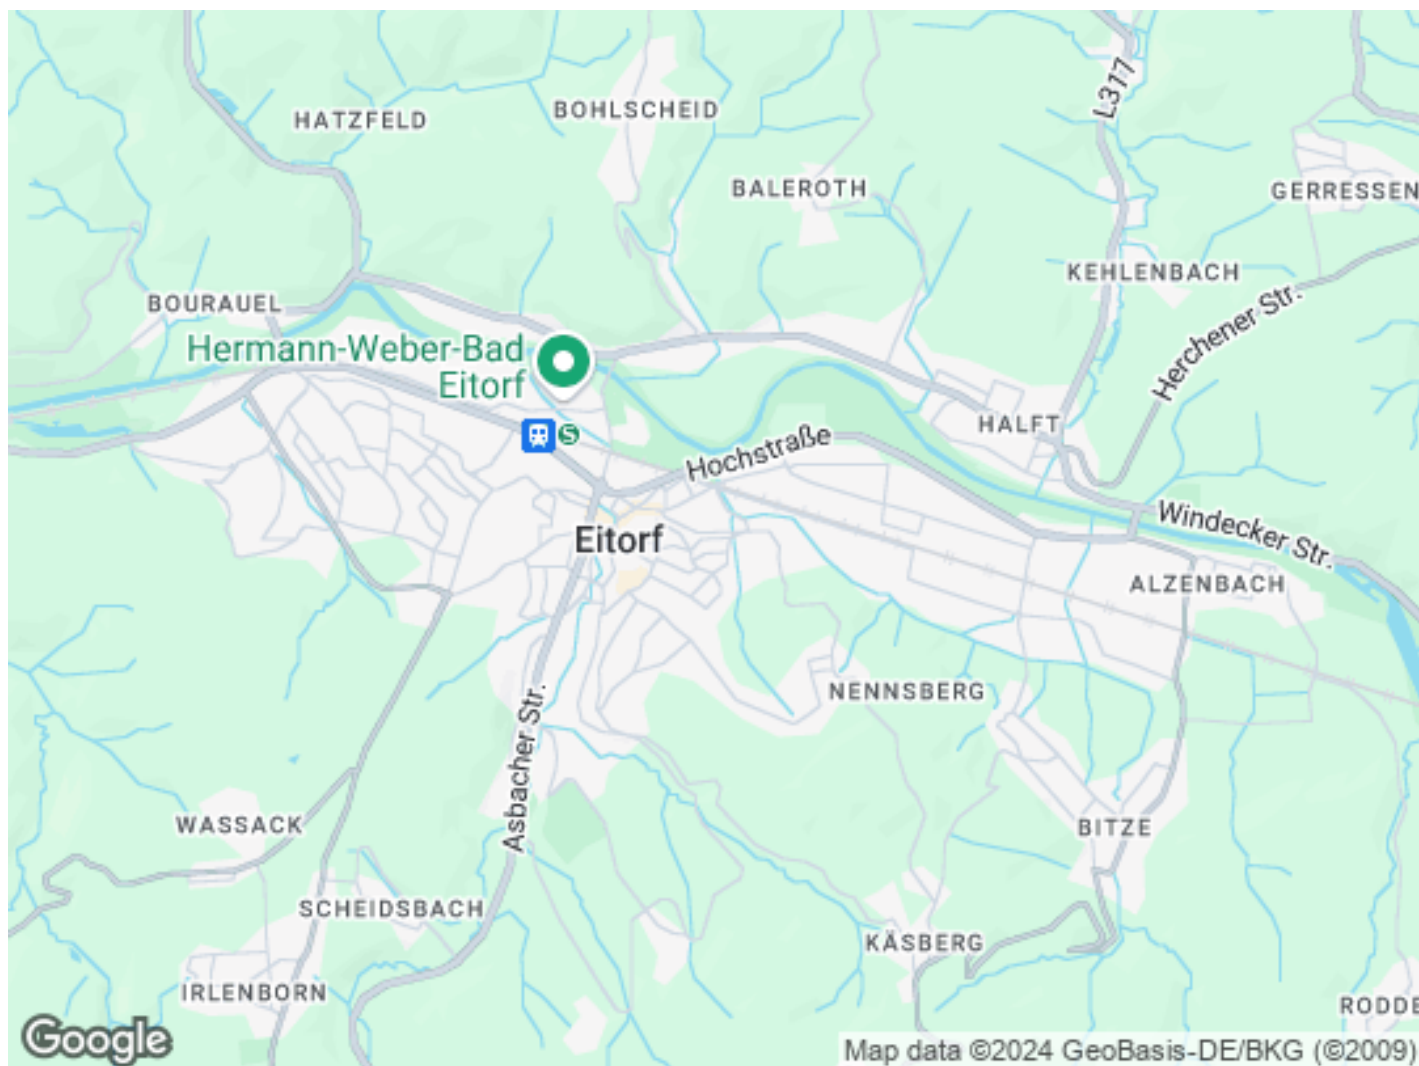 L317
BOHLSCHEID
HATZFELD
BALEROTH
GERRESSEN
KEHLENBACH
BOURAUEL
Herchener Str.
Hermann-Weber-Bad
Eitorf
HALFT
S
Hochstraße
Windecker Str.
Eitorf
ALZENBACH
NENNSBERG
Asbacher Str.
WASSACK
BITZE
SCHEIDSBACH
KÄSBERG
IRLENBORN
RODDE
Google
Map data ©2024 GeoBasis-DE/BKG (©2009)